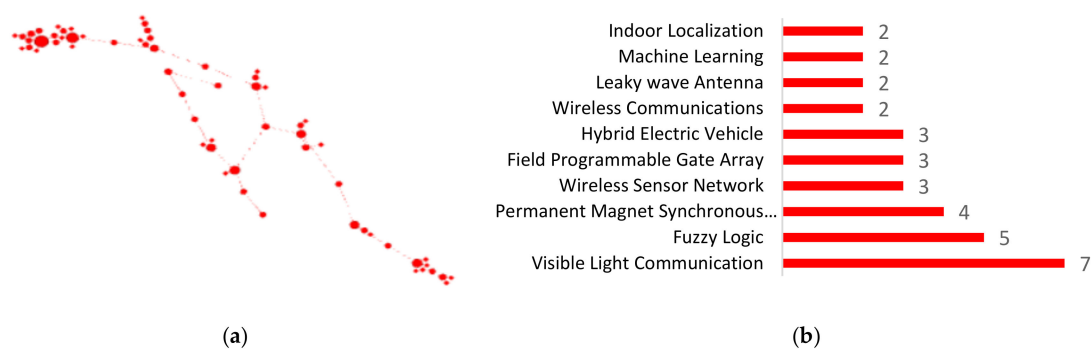 Indoor Localization 2
Machine Learning 2
Leaky wave Antenna 2
Wireless Communications 2
Hybrid Electric Vehicle 3
Field Programmable Gate Array 3
Wireless Sensor Network 3
Permanent Magnet Synchronous… 4
Fuzzy Logic 5
Visible Light Communication 7
(a) (b)